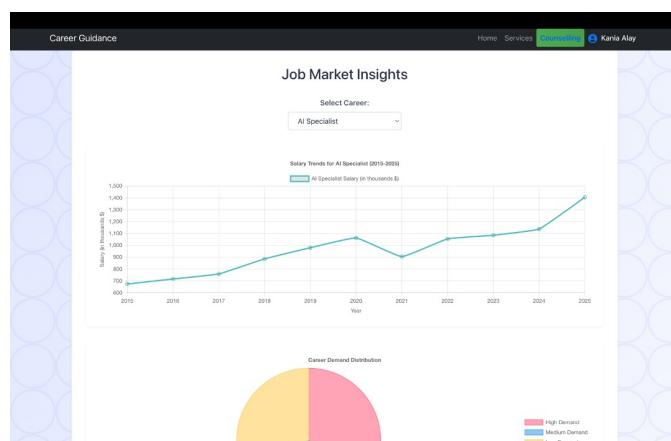 Career Guidance
Home Services Counselling Kania Alay
Job Market Insights
Select Career:
AI Specialist
Salary Trends for AI Specialist (2015-2025)
AI Specialist Salary (in thousands $)
Salary (in thousands $)
1,500
1,400
1,300
1,200
1,100
1,000
900
800
700
600
2015 2016 2017 2018 2019 2020 2021 2022 2023 2024 2025
Year
Career Demand Distribution
High Demand
Medium Demand